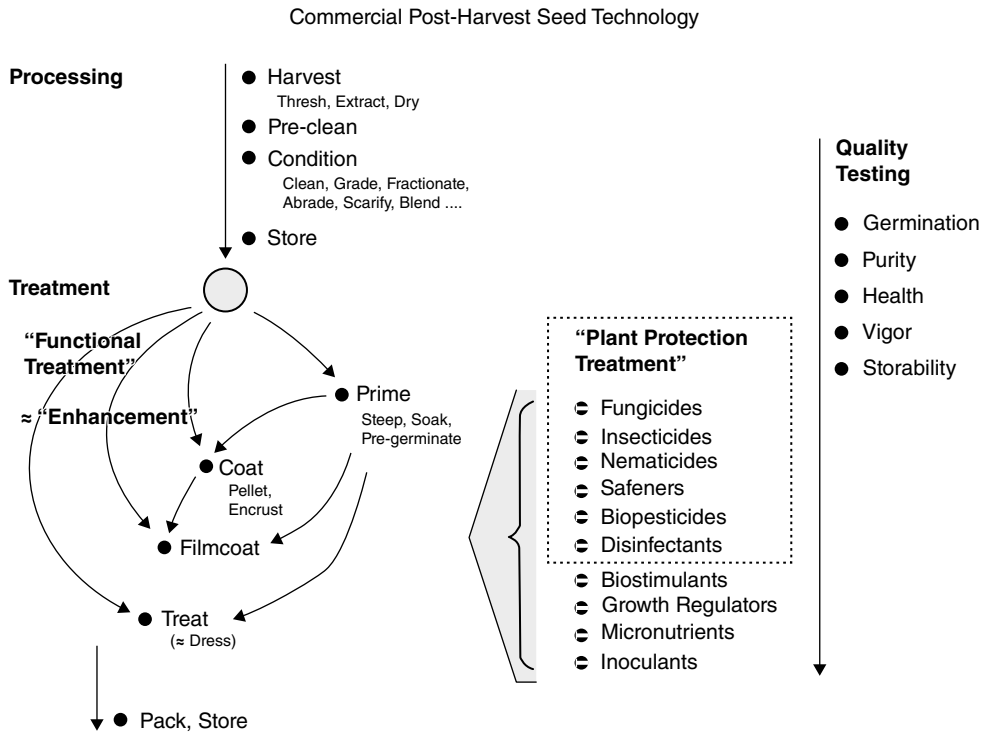 Commercial Post-Harvest Seed Technology
Processing
Harvest
Thresh, Extract, Dry
Pre-clean
Condition
Clean, Grade, Fractionate,
Abrade, Scarify, Blend ....
Store
Treatment
“Functional
Treatment”
≈ “Enhancement”
Prime
Steep, Soak,
Pre-germinate
Coat
Pellet,
Encrust
Filmcoat
Treat
(≈ Dress)
Pack, Store
“Plant Protection
Treatment”
Fungicides
Insecticides
Nematicides
Safeners
Biopesticides
Disinfectants
Biostimulants
Growth Regulators
Micronutrients
Inoculants
Quality
Testing
Germination
Purity
Health
Vigor
Storability